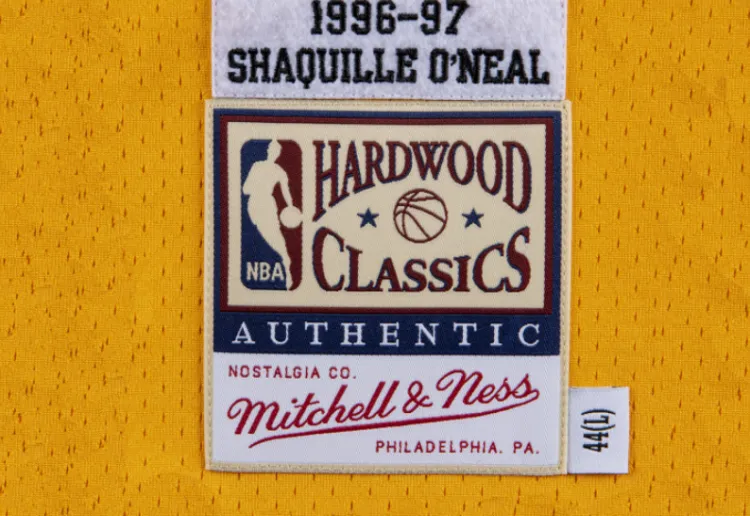 1996-97
SHAQUILLE O'NEAL
HARDWOOD
CLASSICS
NBA
AUTHENTIC
NOSTALGIA CO.
Mitchell & Ness
PHILADELPHIA, PA.
44(L)